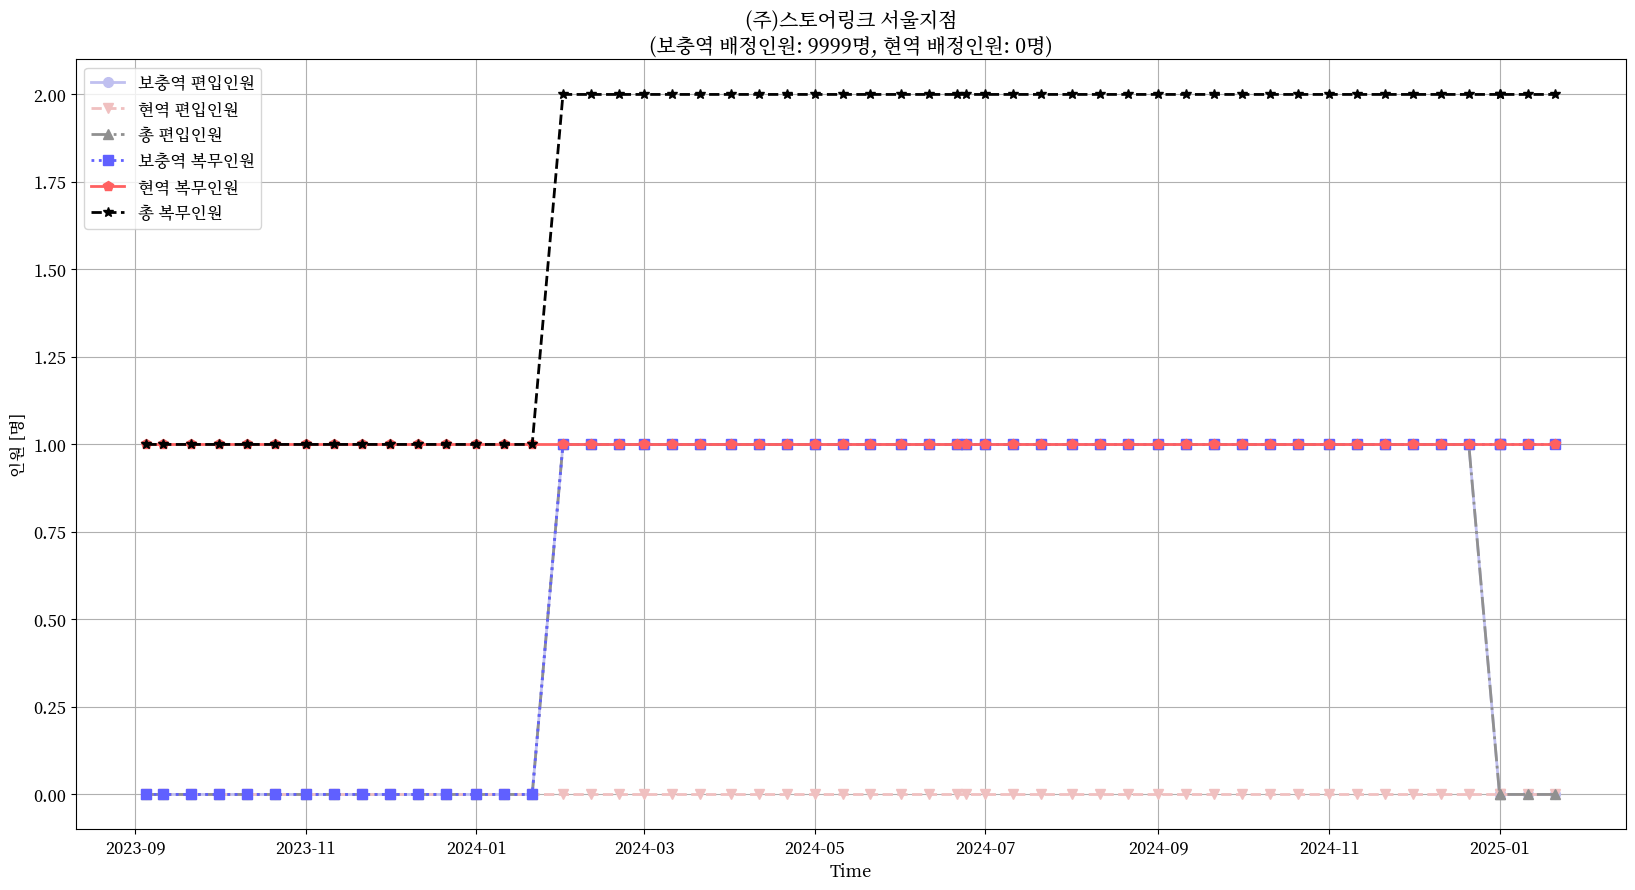 (주)스토어링크 서울지점
(보충역 배정인원: 9999명, 현역 배정인원: 0명)
보충역 편입인원
현역 편입인원
총 편입인원
보충역 복무인원
현역 복무인원
총 복무인원
2.00
1.75
1.50
1.25
1.00
0.75
0.50
0.25
0.00
인원 [명]
2023-09 2023-11 2024-01 2024-03 2024-05 2024-07 2024-09 2024-11 2025-01
Time